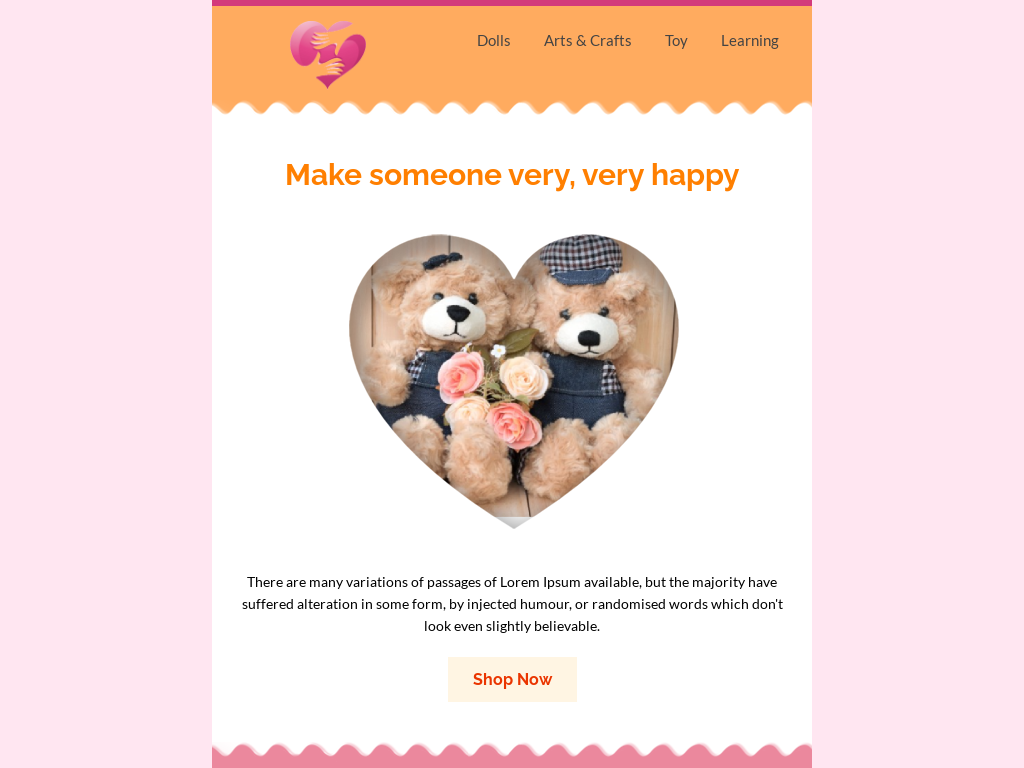 Dolls Arts & Crafts Toy Learning
Make someone very, very happy
There are many variations of passages of Lorem Ipsum available, but the majority have
suffered alteration in some form, by injected humour, or randomised words which don't
look even slightly believable.
Shop Now